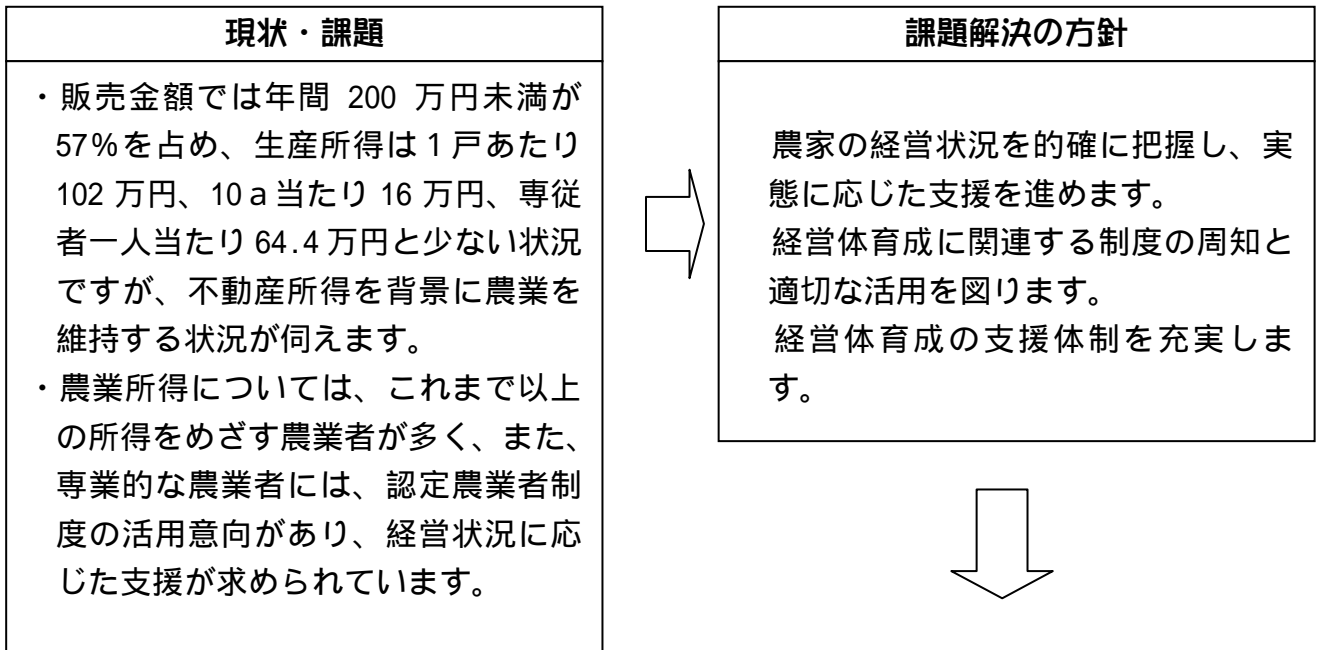 現状・課題
・販売金額では年間 200 万円未満が
57%を占め、生産所得は1戸あたり
102 万円、10a当たり 16 万円、専従
者一人当たり 64.4 万円と少ない状況
ですが、不動産所得を背景に農業を
維持する状況が伺えます。
・農業所得については、これまで以上
の所得をめざす農業者が多く、また、
専業的な農業者には、認定農業者制
度の活用意向があり、経営状況に応
じた支援が求められています。
課題解決の方針
農家の経営状況を的確に把握し、実
態に応じた支援を進めます。
経営体育成に関連する制度の周知と
適切な活用を図ります。
経営体育成の支援体制を充実しま
す。